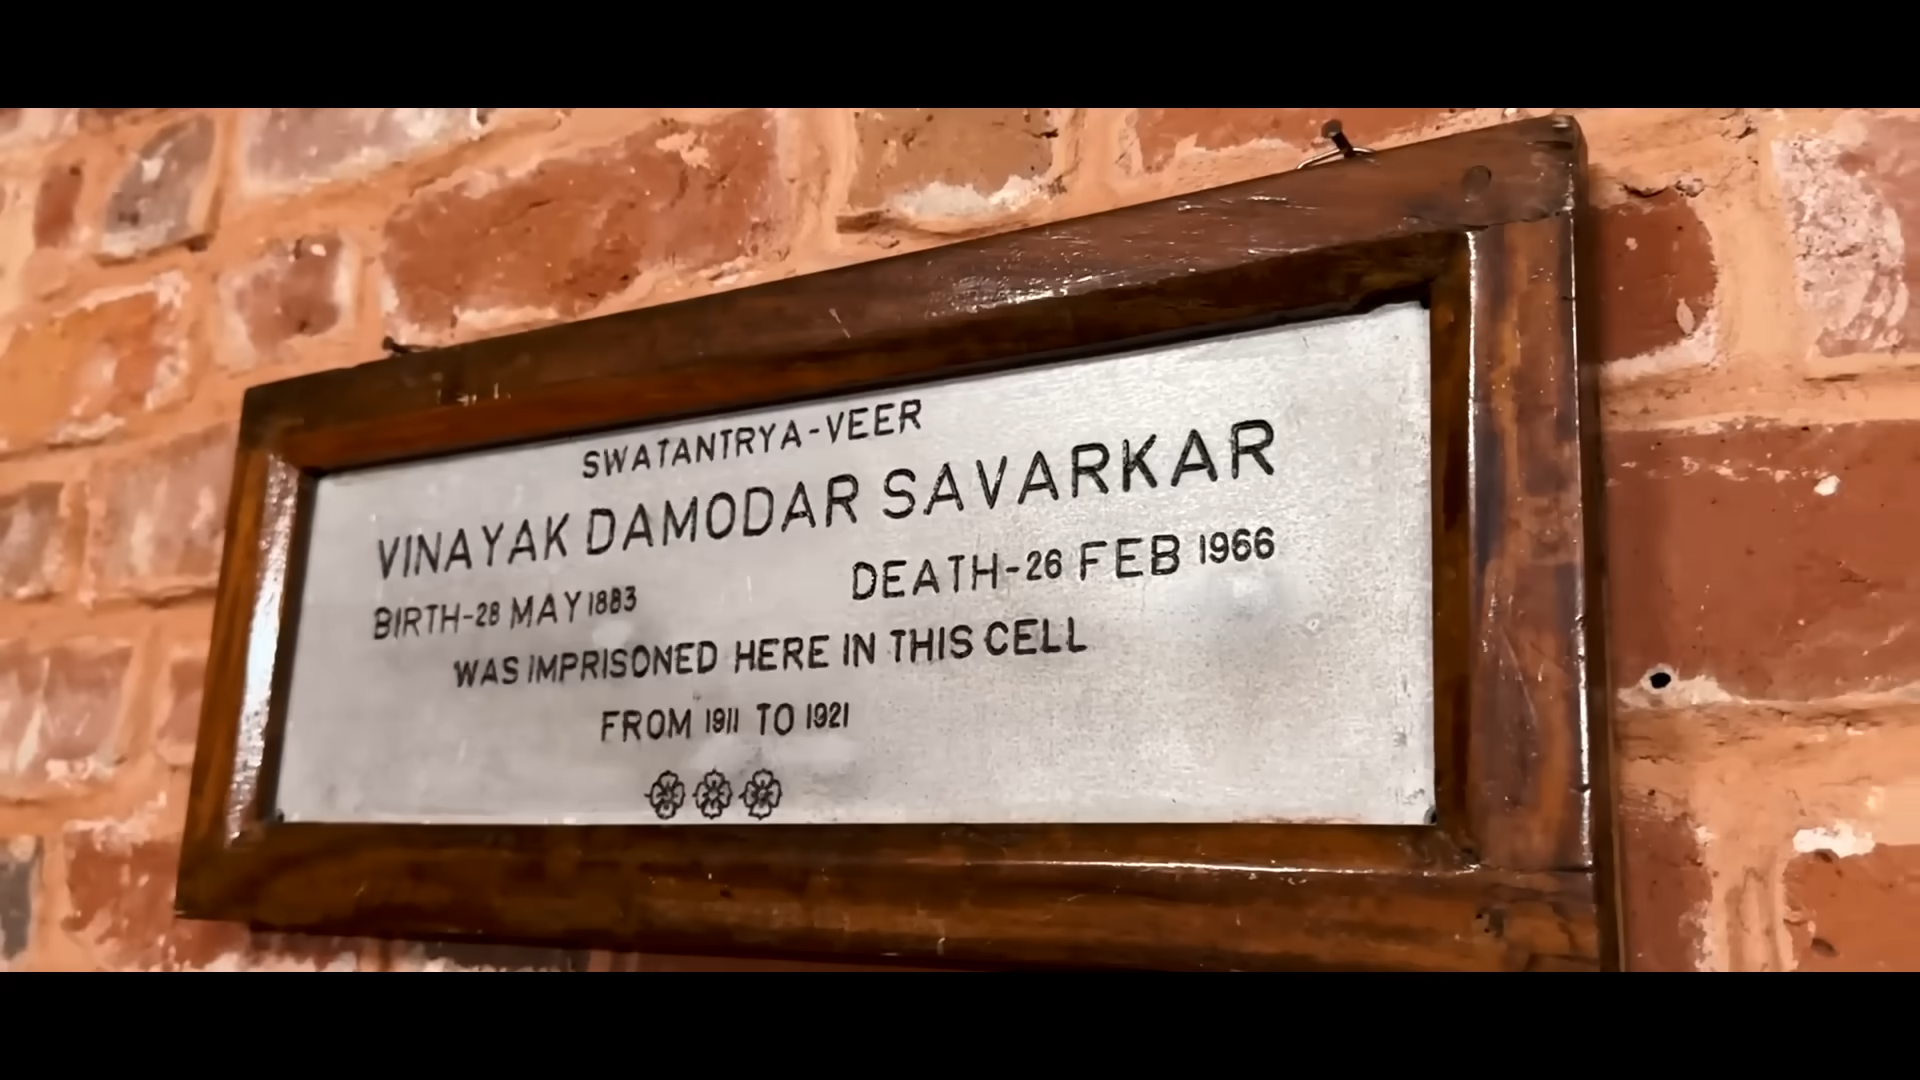 SWATANTRYA-VEER
VINAYAK DAMODAR SAVARKAR
BIRTH-28 MAY 1883 DEATH-26 FEB 1966
WAS IMPRISONED HERE IN THIS CELL
FROM 1911 TO 1921